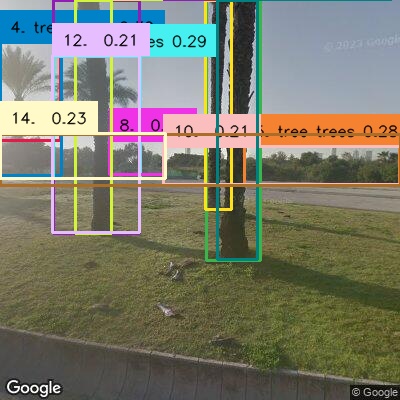 4. tree
12. 0.21
es 0.29
© 2023 Google
14. 0.23
8. 0.
10. 0.21
tree trees 0.28
Google
© Google